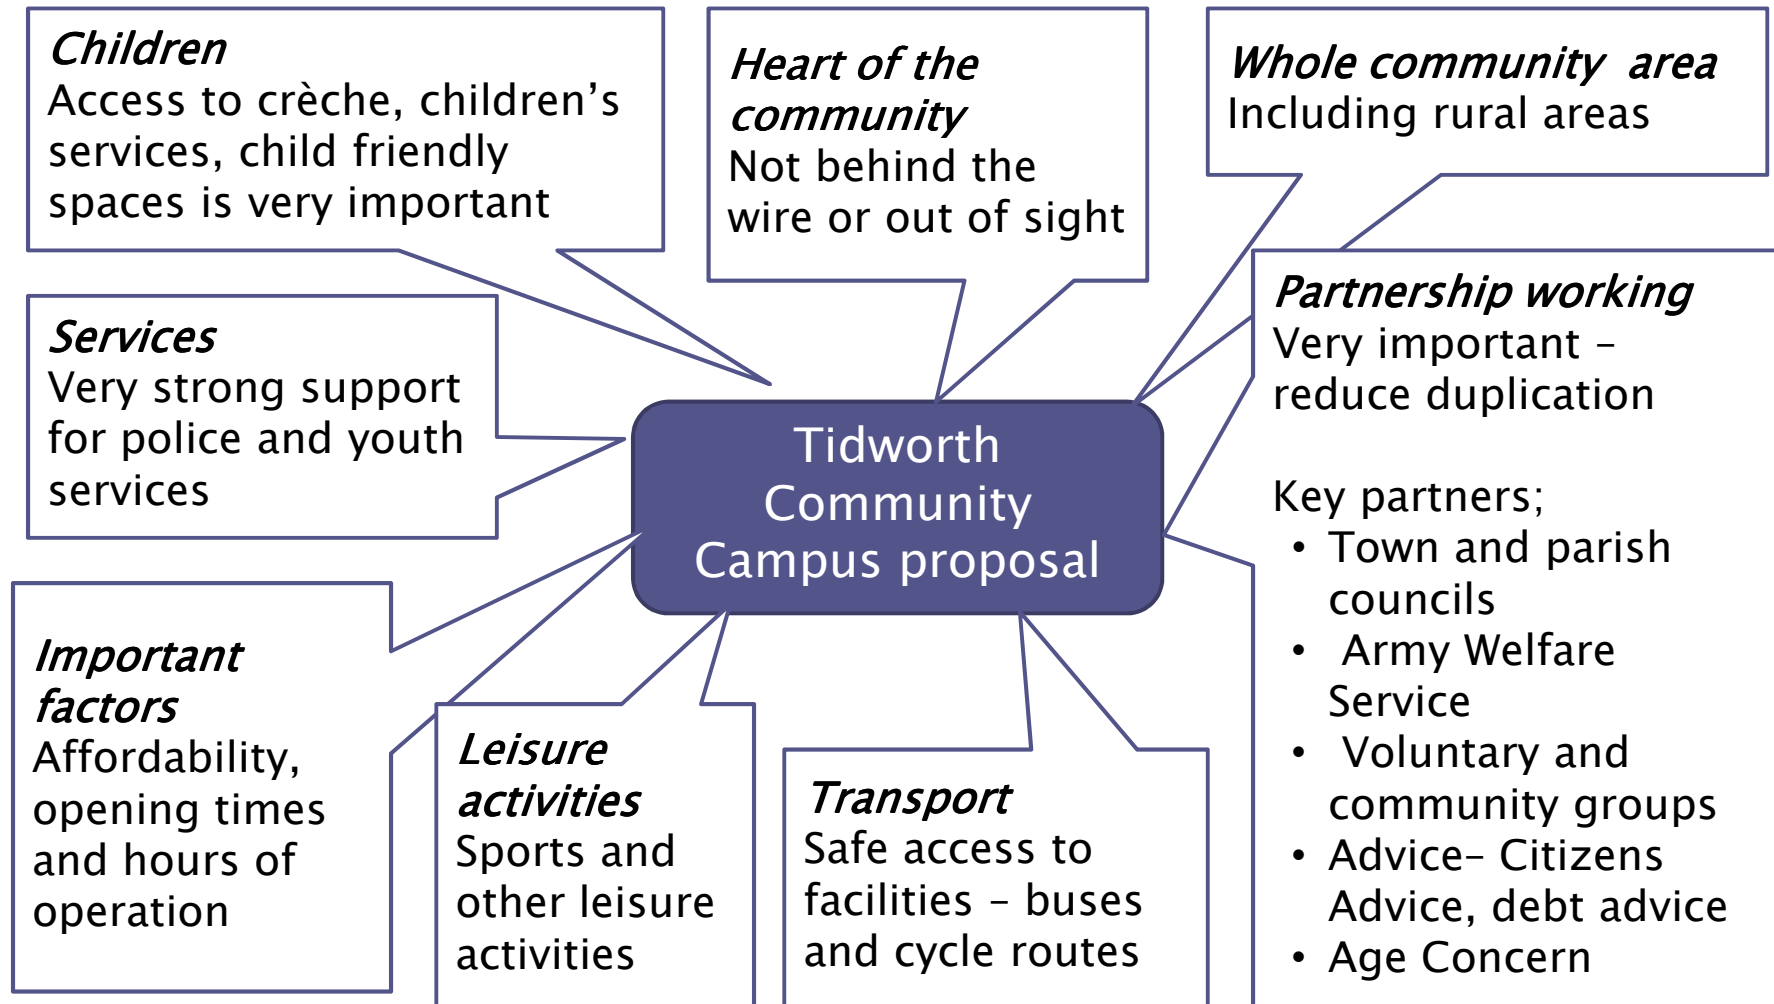 Children
Access to crèche, children’s
services, child friendly
spaces is very important
Heart of the
community
Not behind the
wire or out of sight
Whole community  area
Including rural areas
Services
Very strong support
for police and youth
services
Tidworth
Community
Campus proposal
Partnership working
Very important –
reduce duplication
Key partners;
• Town and parish
councils
• Army Welfare
Service
• Voluntary and
community groups
• Advice– Citizens
Advice, debt advice
• Age Concern
Important
factors
Affordability,
opening times
and hours of
operation
Leisure
activities
Sports and
other leisure
activities
Transport
Safe access to
facilities – buses
and cycle routes